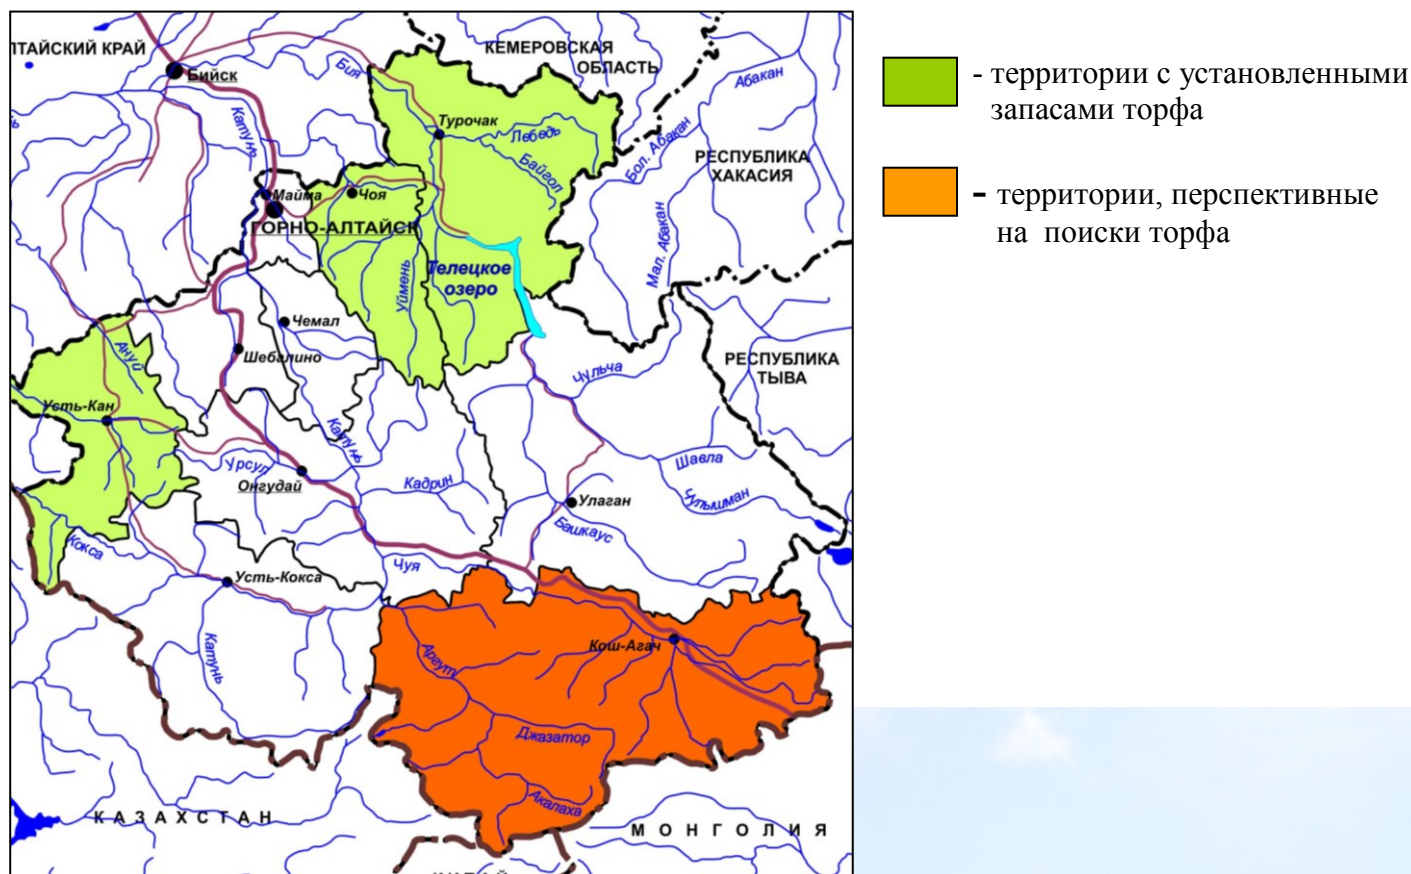 ЛТАЙСКИЙ КРАЙ
КЕМЕРОВСКАЯ
ОБЛАСТЬ
Бийск
Бия
Абакан
Катунь
Турочак
Лебедь
Байгол
Бол. Абакан
РЕСПУБЛИКА
ХАКАСИЯ
Майма
Чоя
ГОРНО-АЛТАЙСК
Мал. Абакан
Телецкое
озеро
Уймень
Чемал
Шебалино
Ануй
РЕСПУБЛИКА
ТЫВА
Чульча
Усть-Кан
Катунь
Урсул
Онгудай
Кадрин
Шавла
Чулышман
Улаган
Башкаус
Кокса
Чуя
Усть-Кокса
Катунь
Аргут
Кош-Агач
Джазатор
Акалаха
КАЗАХСТАН
МОНГОЛИЯ
- территории с установленными
запасами торфа
- территории, перспективные
на поиски торфа